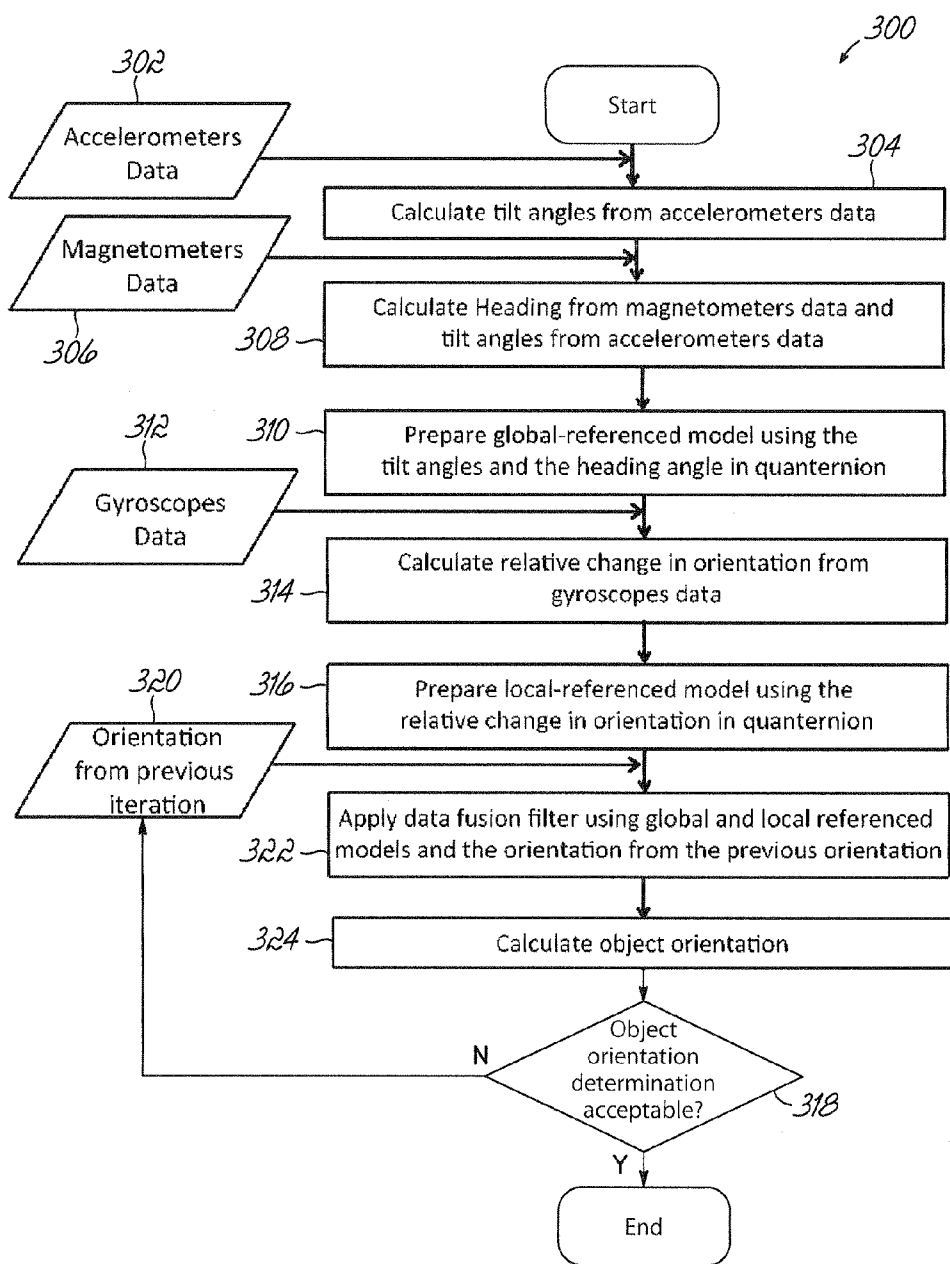 300
302
Start
Accelerometers
Data
304
Calculate tilt angles from accelerometers data
Magnetometers
Data
306
308
Calculate Heading from magnetometers data and
tilt angles from accelerometers data
310
Prepare global-referenced model using the
tilt angles and the heading angle in quanternion
312
Gyroscopes
Data
314
Calculate relative change in orientation from
gyroscopes data
316
Prepare local-referenced model using the
relative change in orientation in quanternion
320
Orientation
from previous
iteration
322
Apply data fusion filter using global and local referenced
models and the orientation from the previous orientation
324
Calculate object orientation
N
Object
orientation
determination
acceptable?
318
Y
End